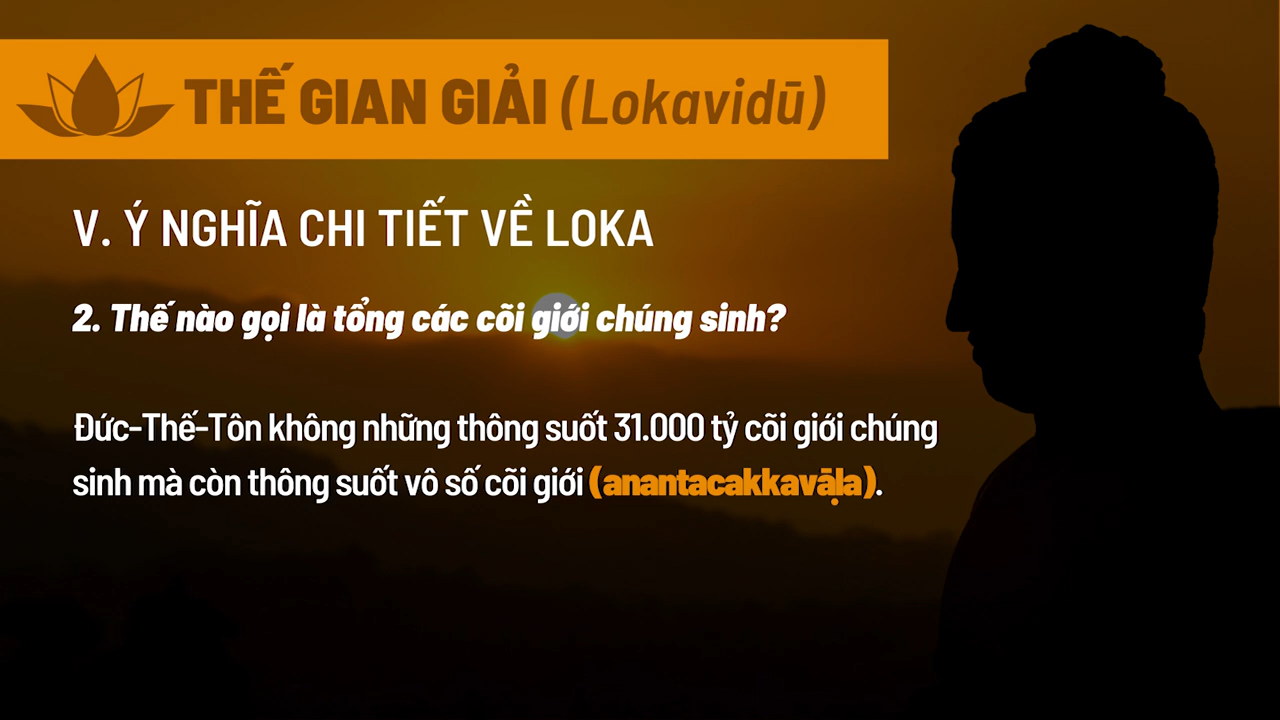 THẾ GIAN GIẢI (Lokavidū)
V. Ý NGHĨA CHI TIẾT VỀ LOKA
2. Thế nào gọi là tổng các cõi giới chúng sinh?
Đức-Thế-Tôn không những thông suốt 31.000 tỷ cõi giới chúng
sinh mà còn thông suốt vô số cõi giới (anantacakkavāḷa).